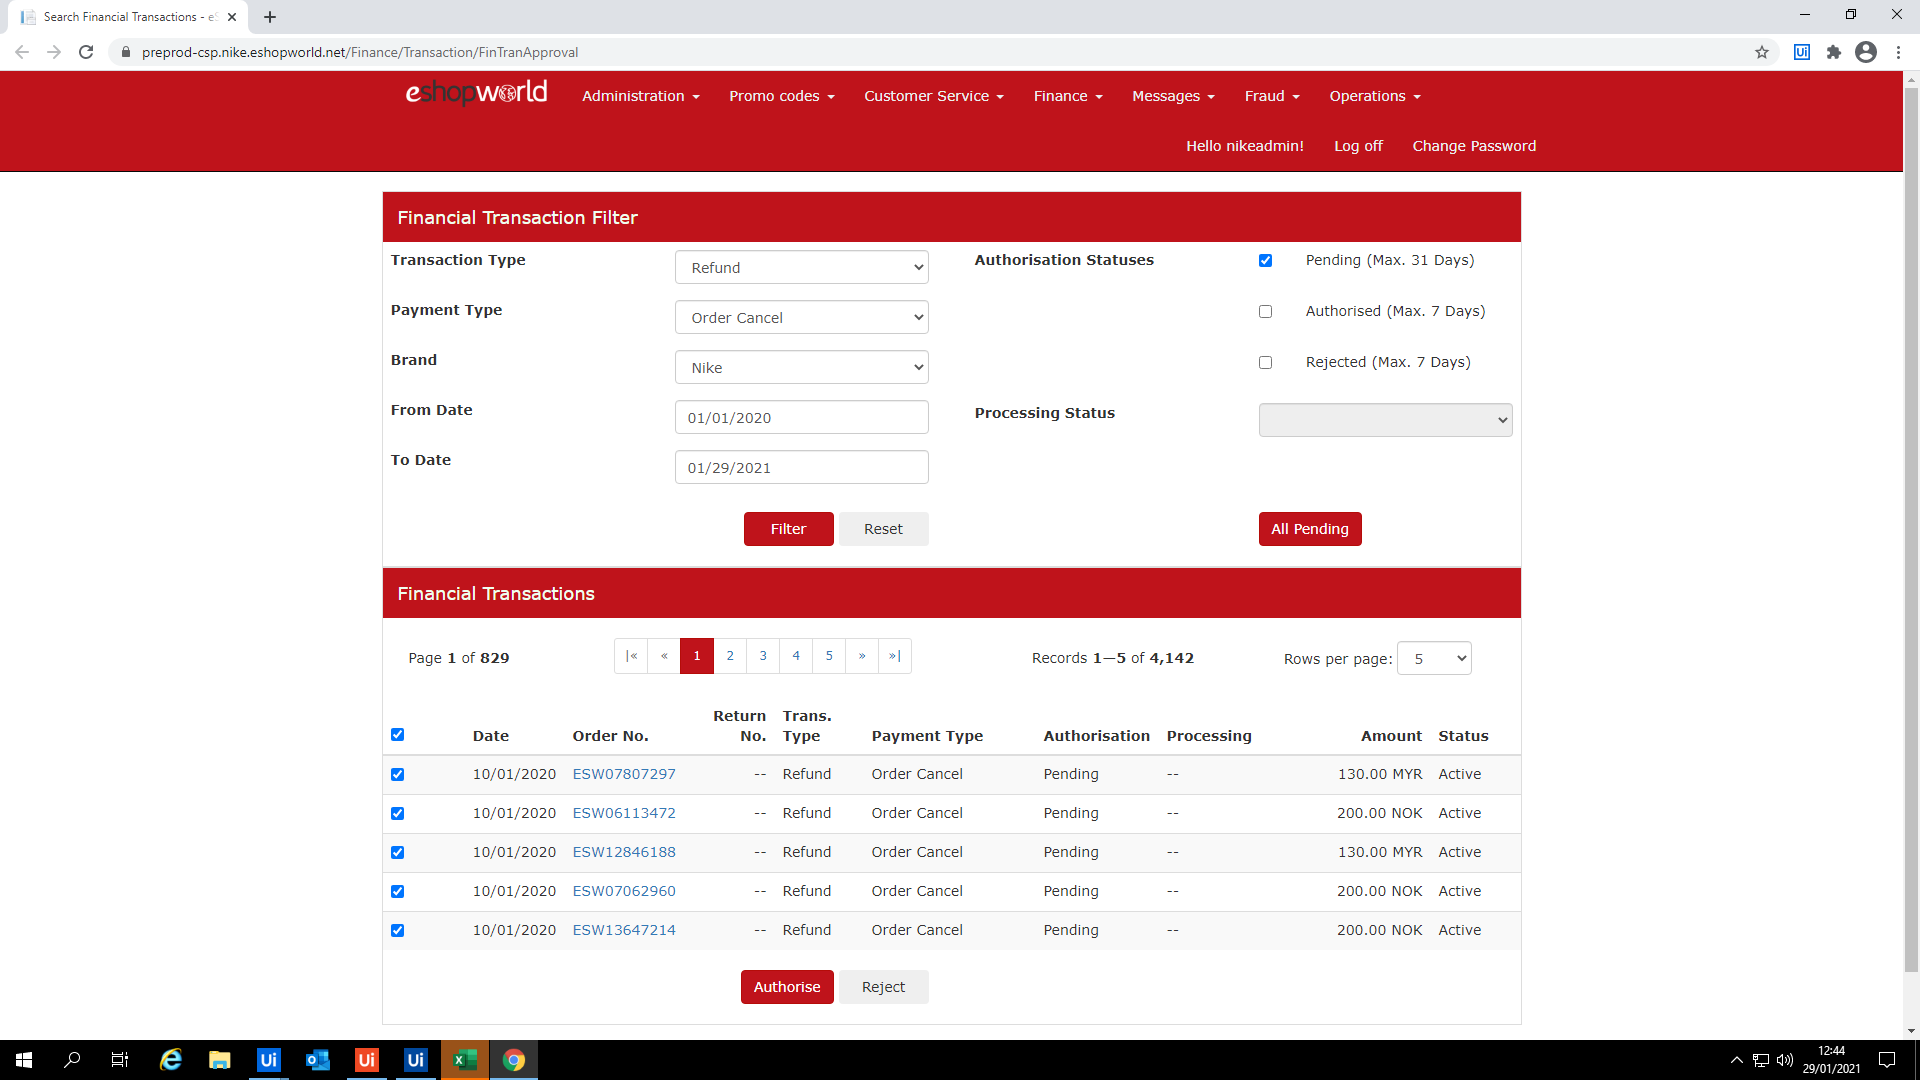 Search Financial Transactions - eS
preprod-csp.nike.eshopworld.net/Finance/Transaction/FinTranApproval
eshopworld
Administration
Promo codes
Customer Service
Finance
Messages
Fraud
Operations
Hello nikeadmin!
Log off
Change Password
Financial Transaction Filter
Transaction Type
Refund
Authorisation Statuses
Pending (Max. 31 Days)
Payment Type
Order Cancel
Authorised (Max. 7 Days)
Brand
Nike
Rejected (Max. 7 Days)
From Date
01/01/2020
Processing Status
To Date
01/29/2021
Filter
Reset
All Pending
Financial Transactions
Page 1 of 829
|« « 1 2 3 4 5 » »|
Records 1—5 of 4,142
Rows per page: 5
Date Order No. Return No. Trans. Type Payment Type Authorisation Processing Amount Status
10/01/2020 ESW07807297 -- Refund Order Cancel Pending -- 130.00 MYR Active
10/01/2020 ESW06113472 -- Refund Order Cancel Pending -- 200.00 NOK Active
10/01/2020 ESW12846188 -- Refund Order Cancel Pending -- 130.00 MYR Active
10/01/2020 ESW07062960 -- Refund Order Cancel Pending -- 200.00 NOK Active
10/01/2020 ESW13647214 -- Refund Order Cancel Pending -- 200.00 NOK Active
Authorise
Reject
12:44
29/01/2021